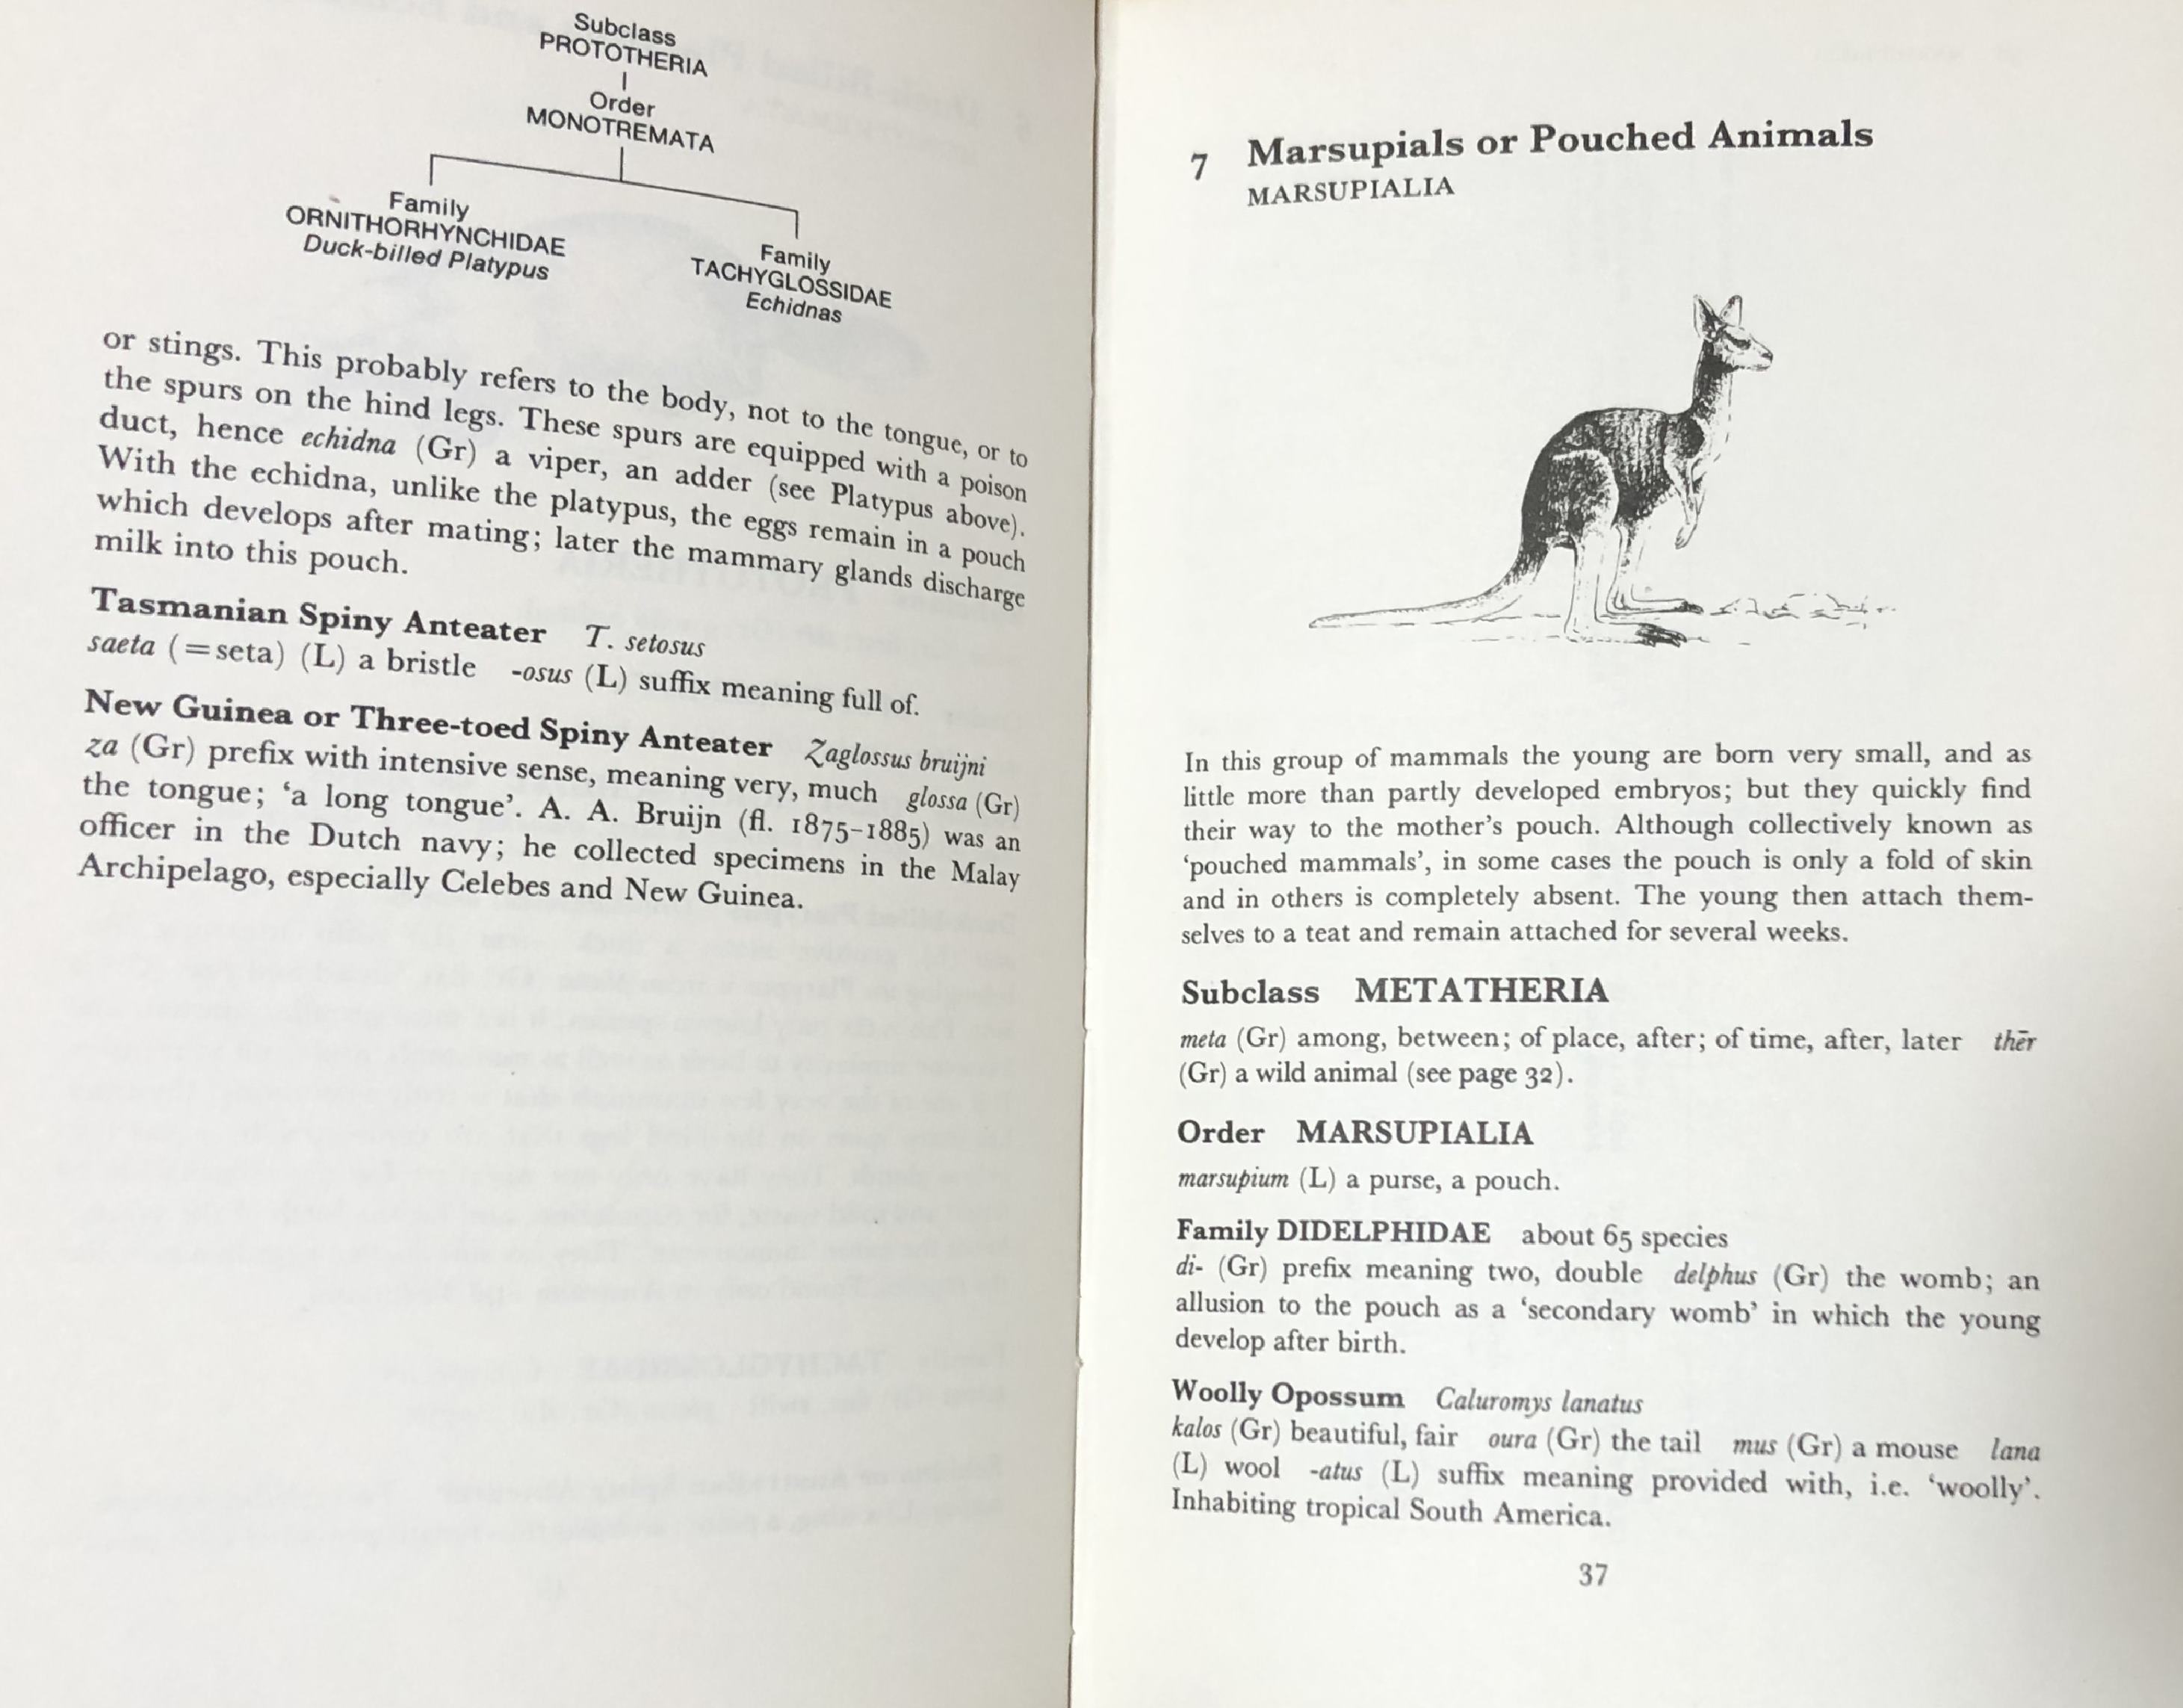 Subclass
PROTOTHERIA
Order
MONOTREMATA
Family
ORNITHORHYNCHIDAE
Duck-billed Platypus
Family
TACHYGLOSSIDAE
Echidnas
or stings. This probably refers to the body, not to the tongue, or to
the spurs on the hind legs. These spurs are equipped with a poison
duct, hence echidna (Gr) a viper, an adder (see Platypus above).
With the echidna, unlike the platypus, the eggs remain in a pouch
which develops after mating; later the mammary glands discharge
milk into this pouch.
Tasmanian Spiny Anteater T. setosus
saeta (=seta) (L) a bristle -osus (L) suffix meaning full of.
New Guinea or Three-toed Spiny Anteater Zaglossus bruijni
za (Gr) prefix with intensive sense, meaning very, much glossa (Gr)
the tongue; ‘a long tongue’. A. A. Bruijn (fl. 1875–1885) was an
officer in the Dutch navy; he collected specimens in the Malay
Archipelago, especially Celebes and New Guinea.
7 Marsupials or Pouched Animals
MARSUPIALIA
In this group of mammals the young are born very small, and as
little more than partly developed embryos; but they quickly find
their way to the mother’s pouch. Although collectively known as
‘pouched mammals’, in some cases the pouch is only a fold of skin
and in others is completely absent. The young then attach them-
selves to a teat and remain attached for several weeks.
Subclass METATHERIA
meta (Gr) among, between; of place, after; of time, after, later thēr
(Gr) a wild animal (see page 32).
Order MARSUPIALIA
marsupium (L) a purse, a pouch.
Family DIDELPHIDAE about 65 species
di- (Gr) prefix meaning two, double delphus (Gr) the womb; an
allusion to the pouch as a ‘secondary womb’ in which the young
develop after birth.
Woolly Opossum Caluromys lanatus
kalos (Gr) beautiful, fair oura (Gr) the tail mus (Gr) a mouse lana
(L) wool -atus (L) suffix meaning provided with, i.e. ‘woolly’.
Inhabiting tropical South America.
37